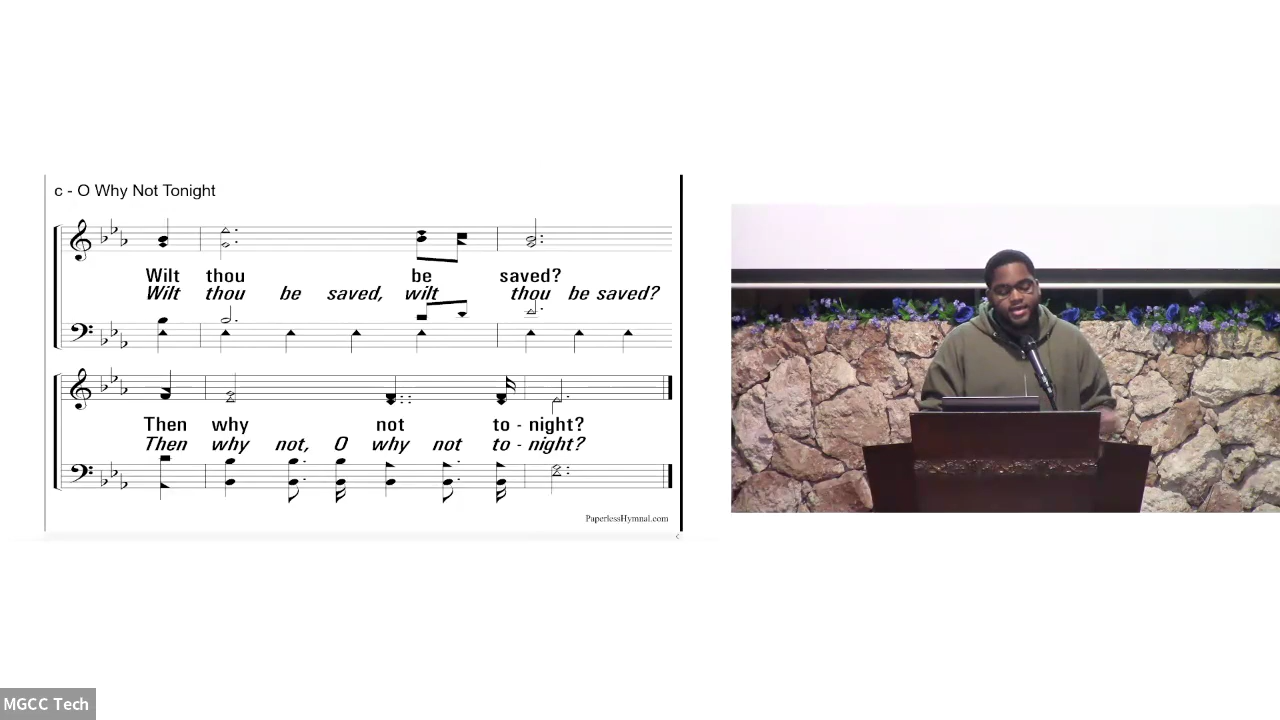 c - O Why Not Tonight
Wilt thou be saved?
Wilt thou be saved, wilt thou be saved?
Then why not to - night?
Then why not, O why not to - night?
PaperlessHymnal.com
MGCC Tech